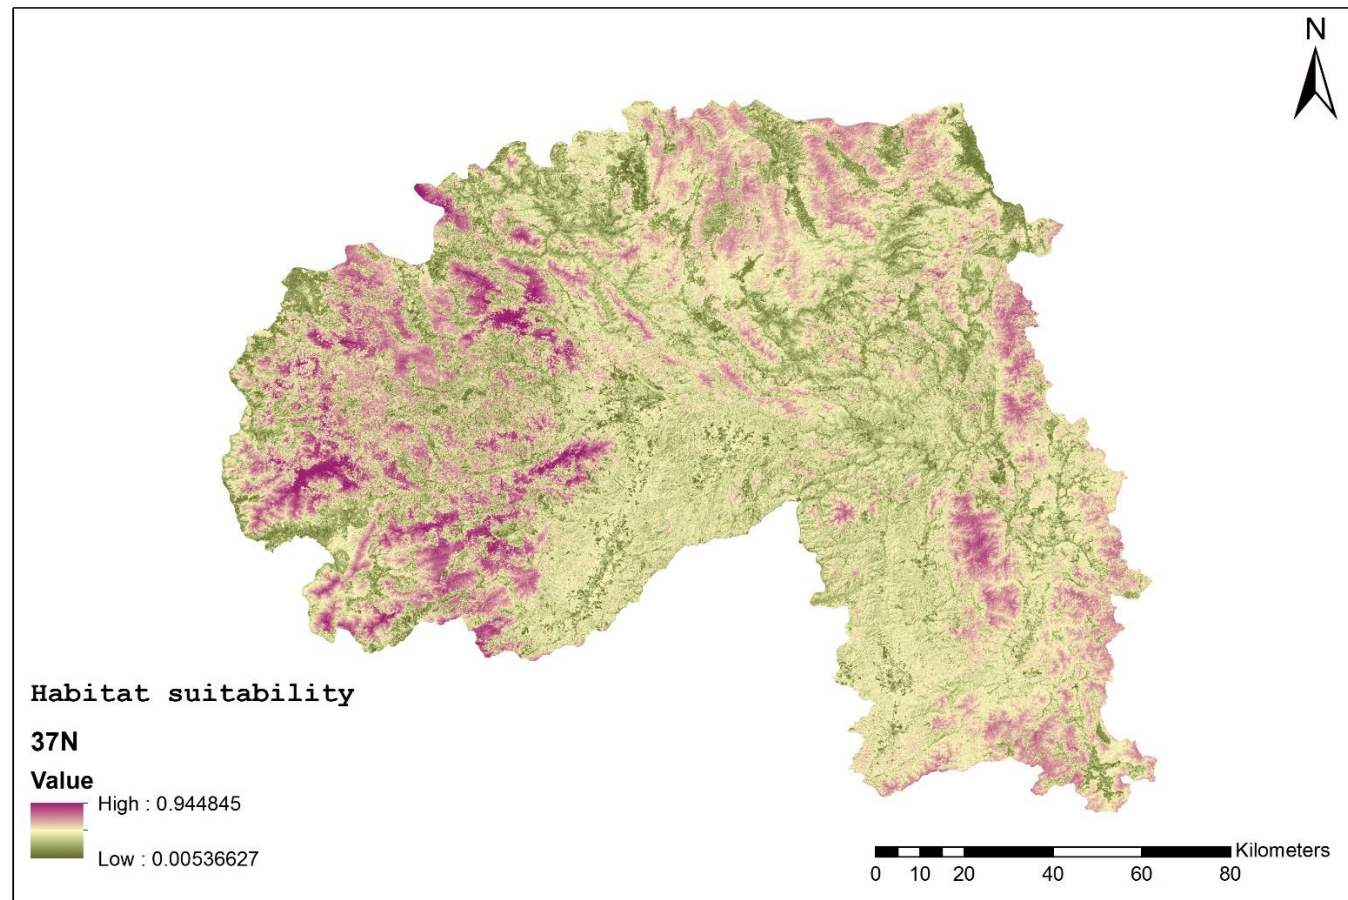 N
Habitat suitability
37N
Value
High : 0.944845
Low : 0.00536627
Kilometers
0 10 20 40 60 80